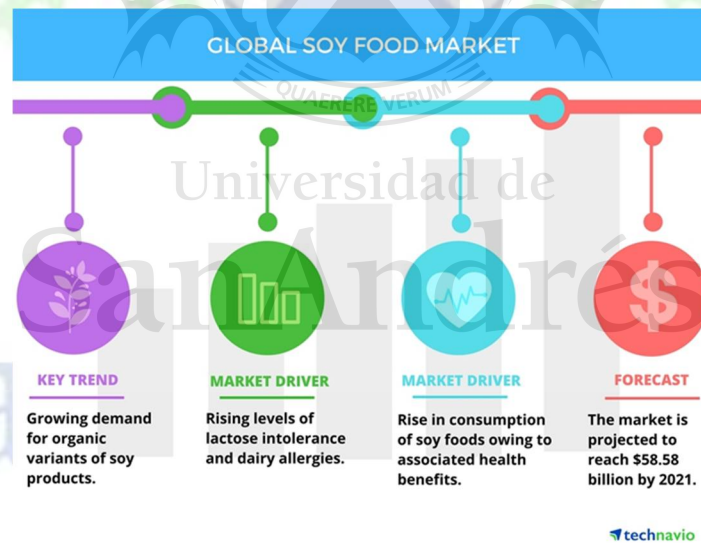 GLOBAL SOY FOOD MARKET
QUAERERE VERUM
Universidad de
SanAndrés
KEY TREND
Growing demand
for organic
variants of soy
products.
MARKET DRIVER
Rising levels of
lactose intolerance
and dairy allergies.
MARKET DRIVER
Rise in consumption
of soy foods owing to
associated health
benefits.
FORECAST
The market is
projected to
reach $58.58
billion by 2021.
technavio